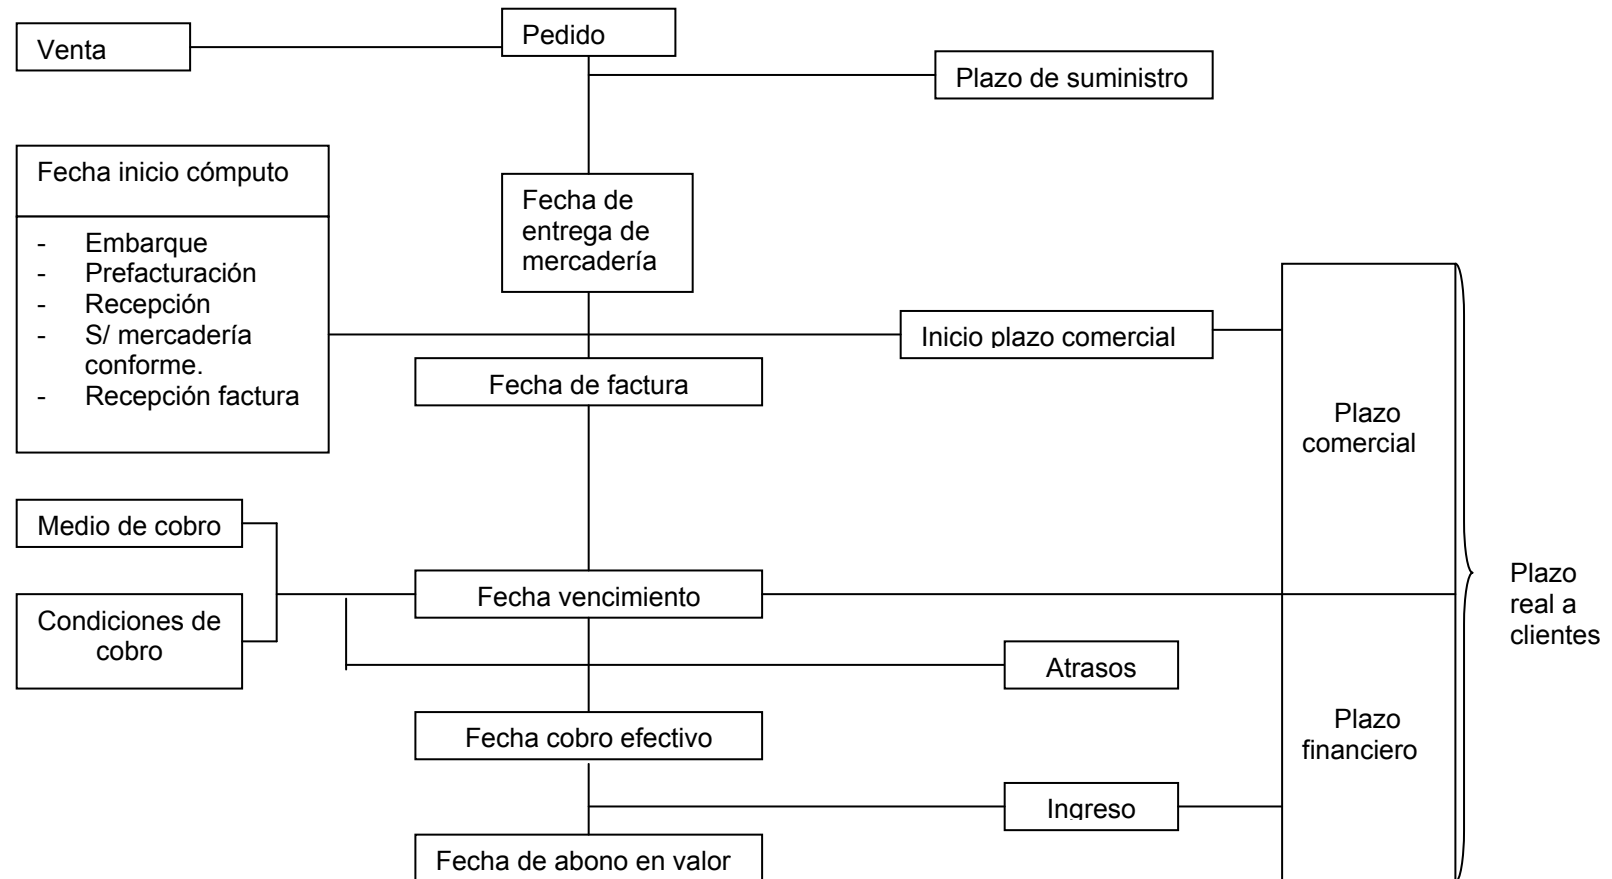 Venta
Pedido
Plazo de suministro
Fecha inicio cómputo
- Embarque
- Prefacturación
- Recepción
- S/ mercadería
conforme.
- Recepción factura
Fecha de
entrega de
mercadería
Inicio plazo comercial
Fecha de factura
Plazo
comercial
Medio de cobro
Condiciones de
cobro
Fecha vencimiento
Plazo
real a
clientes
Atrasos
Fecha cobro efectivo
Plazo
financiero
Ingreso
Fecha de abono en valor